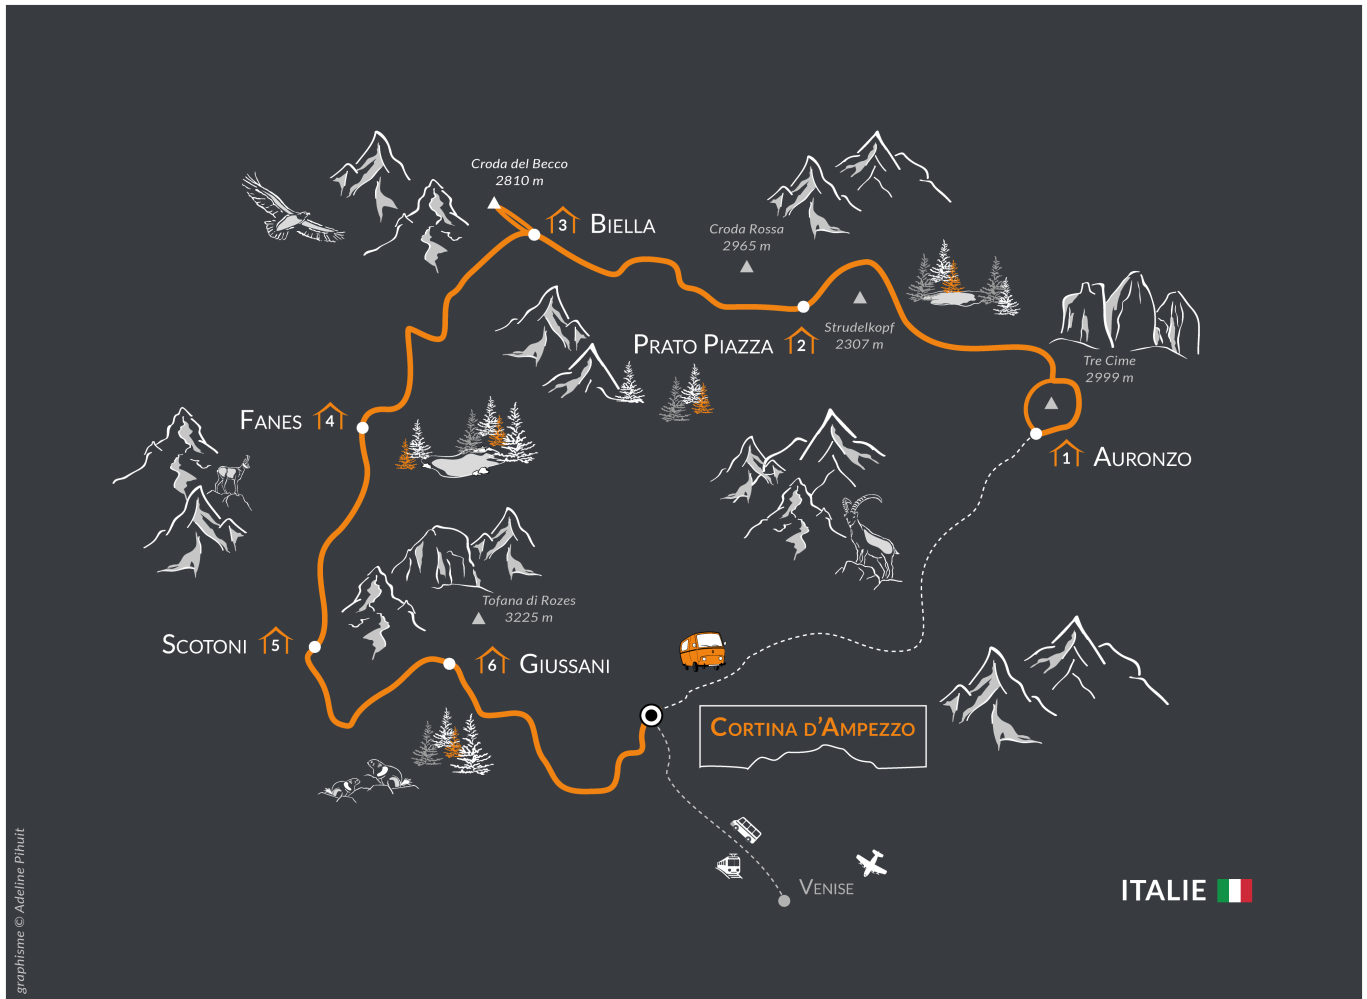 Croda del Becco
2810 m
3 BIELLA
Croda Rossa
2965 m
PRATO PIAZZA 2
Strudelkopf
2307 m
Tre Cime
2999 m
FANES 4
1 AURONZO
Tofana di Rozes
3225 m
SCOTONI 5
6 GIUSSANI
CORTINA D'AMPEZZO
VENISE
ITALIE
graphisme © Adeline Pihuit